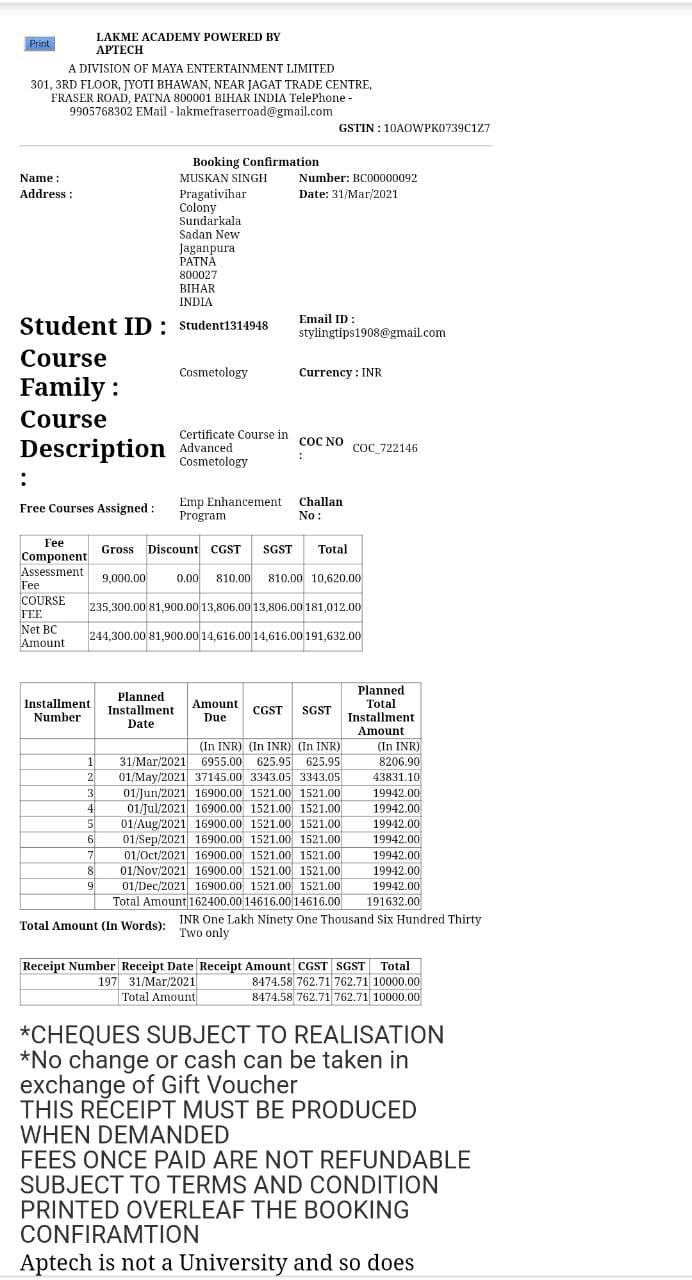 Print
LAKME ACADEMY POWERED BY
APTECH
A DIVISION OF MAYA ENTERTAINMENT LIMITED
301, 3RD FLOOR, JYOTI BHAWAN, NEAR JAGAT TRADE CENTRE,
FRASER ROAD, PATNA 800001 BIHAR INDIA TelePhone -
9905768302 EMail - lakmefraserroad@gmail.com
GSTIN : 10AOWPK0739C1Z7
Booking Confirmation
Name : MUSKAN SINGH Number: BC00000092
Address : Pragativihar Date: 31/Mar/2021
Colony
Sundarkala
Sadan New
Jaganpura
PATNA
800027
BIHAR
INDIA
Student ID : Student1314948 Email ID :
stylingtips1908@gmail.com
Course
Family : Cosmetology Currency : INR
Course
Description
: Certificate Course in
Advanced
Cosmetology COC NO
: COC_722146
Free Courses Assigned : Emp Enhancement
Program Challan
No :
Fee
Component Gross Discount CGST SGST Total
Assessment
Fee 9,000.00 0.00 810.00 810.00 10,620.00
COURSE
FEE 235,300.00 81,900.00 13,806.00 13,806.00 181,012.00
Net BC
Amount 244,300.00 81,900.00 14,616.00 14,616.00 191,632.00
Installment
Number Planned
Installment
Date Amount
Due CGST SGST Planned
Total
Installment
Amount
(In INR) (In INR) (In INR) (In INR)
1 31/Mar/2021 6955.00 625.95 625.95 8206.90
2 01/May/2021 37145.00 3343.05 3343.05 43831.10
3 01/Jun/2021 16900.00 1521.00 1521.00 19942.00
4 01/Jul/2021 16900.00 1521.00 1521.00 19942.00
5 01/Aug/2021 16900.00 1521.00 1521.00 19942.00
6 01/Sep/2021 16900.00 1521.00 1521.00 19942.00
7 01/Oct/2021 16900.00 1521.00 1521.00 19942.00
8 01/Nov/2021 16900.00 1521.00 1521.00 19942.00
9 01/Dec/2021 16900.00 1521.00 1521.00 19942.00
Total Amount 162400.00 14616.00 14616.00 191632.00
Total Amount (In Words): INR One Lakh Ninety One Thousand Six Hundred Thirty
Two only
Receipt Number Receipt Date Receipt Amount CGST SGST Total
197 31/Mar/2021 8474.58 762.71 762.71 10000.00
Total Amount 8474.58 762.71 762.71 10000.00
*CHEQUES SUBJECT TO REALISATION
*No change or cash can be taken in
exchange of Gift Voucher
THIS RECEIPT MUST BE PRODUCED
WHEN DEMANDED
FEES ONCE PAID ARE NOT REFUNDABLE
SUBJECT TO TERMS AND CONDITION
PRINTED OVERLEAF THE BOOKING
CONFIRAMTION
Aptech is not a University and so does